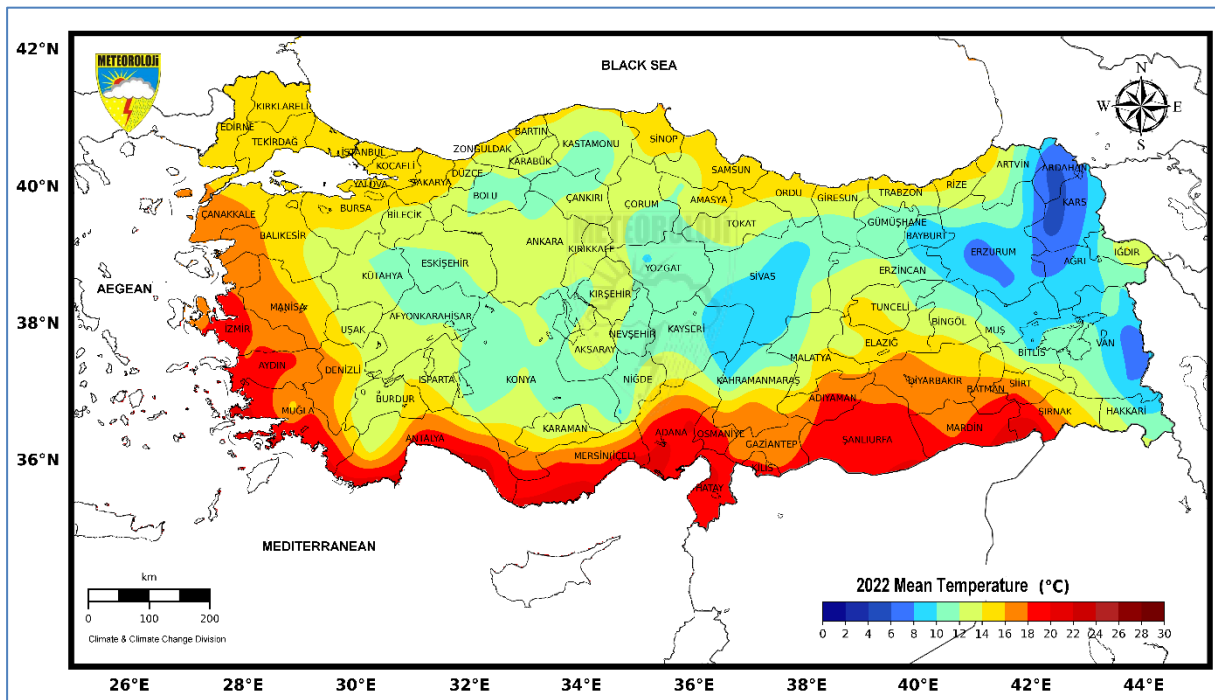 42°N
40°N
38°N
36°N
METEOROLOJİ
BLACK SEA
AEGEAN
MEDITERRANEAN
N
W
E
S
KIRKLARELİ
EDİRNE
TEKİRDAĞ
İSTANBUL
KOCAELİ
YALOVA
SAKARYA
DÜZCE
ZONGULDAK
BARTIN
KARABÜK
KASTAMONU
SİNOP
SAMSUN
ORDU
GİRESUN
TRABZON
RİZE
ARTVİN
ARDAHAN
KARS
ÇANAKKALE
BALIKESİR
BURSA
BİLECİK
BOLU
ÇANKIRI
ÇORUM
AMASYA
TOKAT
GÜMÜŞHANE
BAYBURT
ERZURUM
AĞRI
IĞDIR
KÜTAHYA
ESKİŞEHİR
ANKARA
KIRIKKALE
YOZGAT
SİVAS
ERZİNCAN
TUNCELİ
BİNGÖL
MUŞ
METEOROLOJİ
MANİSA
İZMİR
UŞAK
AFYONKARAHİSAR
KIRŞEHİR
NEVŞEHİR
KAYSERİ
AKSARAY
MALATYA
ELAZIĞ
BİTLİS
VAN
AYDIN
DENİZLİ
ISPARTA
BURDUR
KONYA
NİĞDE
KAHRAMANMARAŞ
ADIYAMAN
DİYARBAKIR
BATMAN
SİİRT
ŞIRNAK
HAKKARİ
MUĞLA
ANTALYA
KARAMAN
MERSİN(İÇEL)
ADANA
OSMANİYE
GAZİANTEP
KİLİS
HATAY
ŞANLIURFA
MARDİN
km
0 100 200
Climate & Climate Change Division
2022 Mean Temperature (°C)
0 2 4 6 8 10 12 14 16 18 20 22 24 26 28 30
26°E 28°E 30°E 32°E 34°E 36°E 38°E 40°E 42°E 44°E